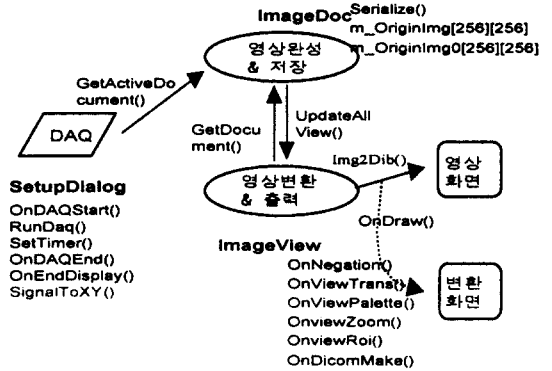 ImageDoc
Serialize()
m_OriginImg[256][256]
m_OriginImg0[256][256]
영상완성
& 저장
GetActiveDo
cument()
DAQ
GetDocu
ment()
UpdateAll
View()
Img2Dib()
영상
화면
영상변환
& 출력
OnDraw()
SetupDialog
OnDAQStart()
RunDaq()
SetTimer()
OnDAQEnd()
OnEndDisplay()
SignalToXY()
ImageView
OnNegation()
OnViewTrans()
OnViewPalette()
OnviewZoom()
OnviewRoi()
OnDicomMake()
변환
화면